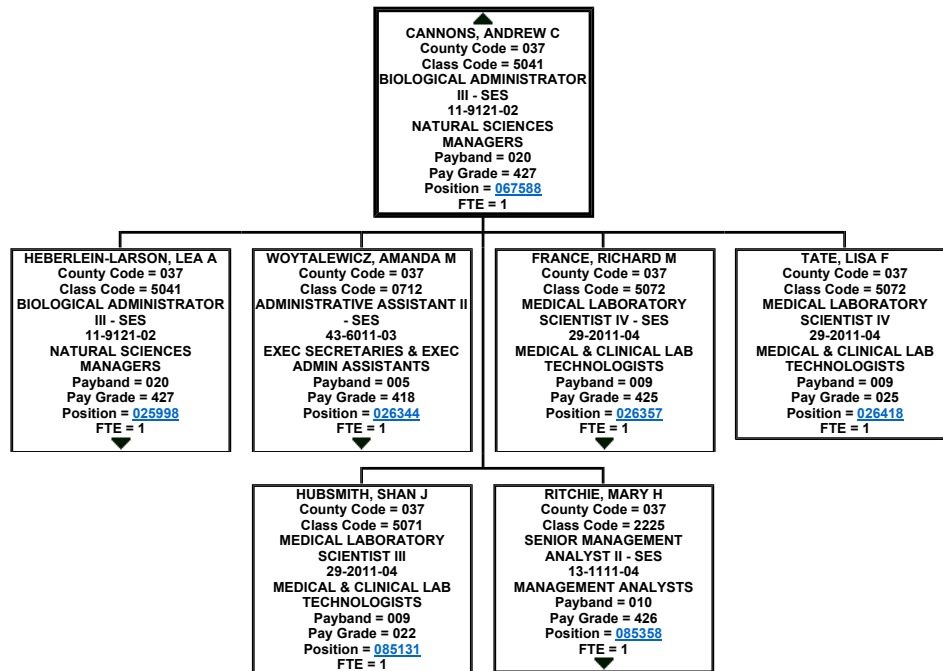 CANNONS, ANDREW C
County Code = 037
Class Code = 5041
BIOLOGICAL ADMINISTRATOR
III - SES
11-9121-02
NATURAL SCIENCES
MANAGERS
Payband = 020
Pay Grade = 427
Position = 067588
FTE = 1
HEBERLEIN-LARSON, LEA A
County Code = 037
Class Code = 5041
BIOLOGICAL ADMINISTRATOR
III - SES
11-9121-02
NATURAL SCIENCES
MANAGERS
Payband = 020
Pay Grade = 427
Position = 025998
FTE = 1
WOYTALEWICZ, AMANDA M
County Code = 037
Class Code = 0712
ADMINISTRATIVE ASSISTANT II
- SES
43-6011-03
EXEC SECRETARIES & EXEC
ADMIN ASSISTANTS
Payband = 005
Pay Grade = 418
Position = 026344
FTE = 1
FRANCE, RICHARD M
County Code = 037
Class Code = 5072
MEDICAL LABORATORY
SCIENTIST IV - SES
29-2011-04
MEDICAL & CLINICAL LAB
TECHNOLOGISTS
Payband = 009
Pay Grade = 425
Position = 026357
FTE = 1
TATE, LISA F
County Code = 037
Class Code = 5072
MEDICAL LABORATORY
SCIENTIST IV
29-2011-04
MEDICAL & CLINICAL LAB
TECHNOLOGISTS
Payband = 009
Pay Grade = 025
Position = 026418
FTE = 1
HUBSMITH, SHAN J
County Code = 037
Class Code = 5071
MEDICAL LABORATORY
SCIENTIST III
29-2011-04
MEDICAL & CLINICAL LAB
TECHNOLOGISTS
Payband = 009
Pay Grade = 022
Position = 085131
FTE = 1
RITCHIE, MARY H
County Code = 037
Class Code = 2225
SENIOR MANAGEMENT
ANALYST II - SES
13-1111-04
MANAGEMENT ANALYSTS
Payband = 010
Pay Grade = 426
Position = 085358
FTE = 1